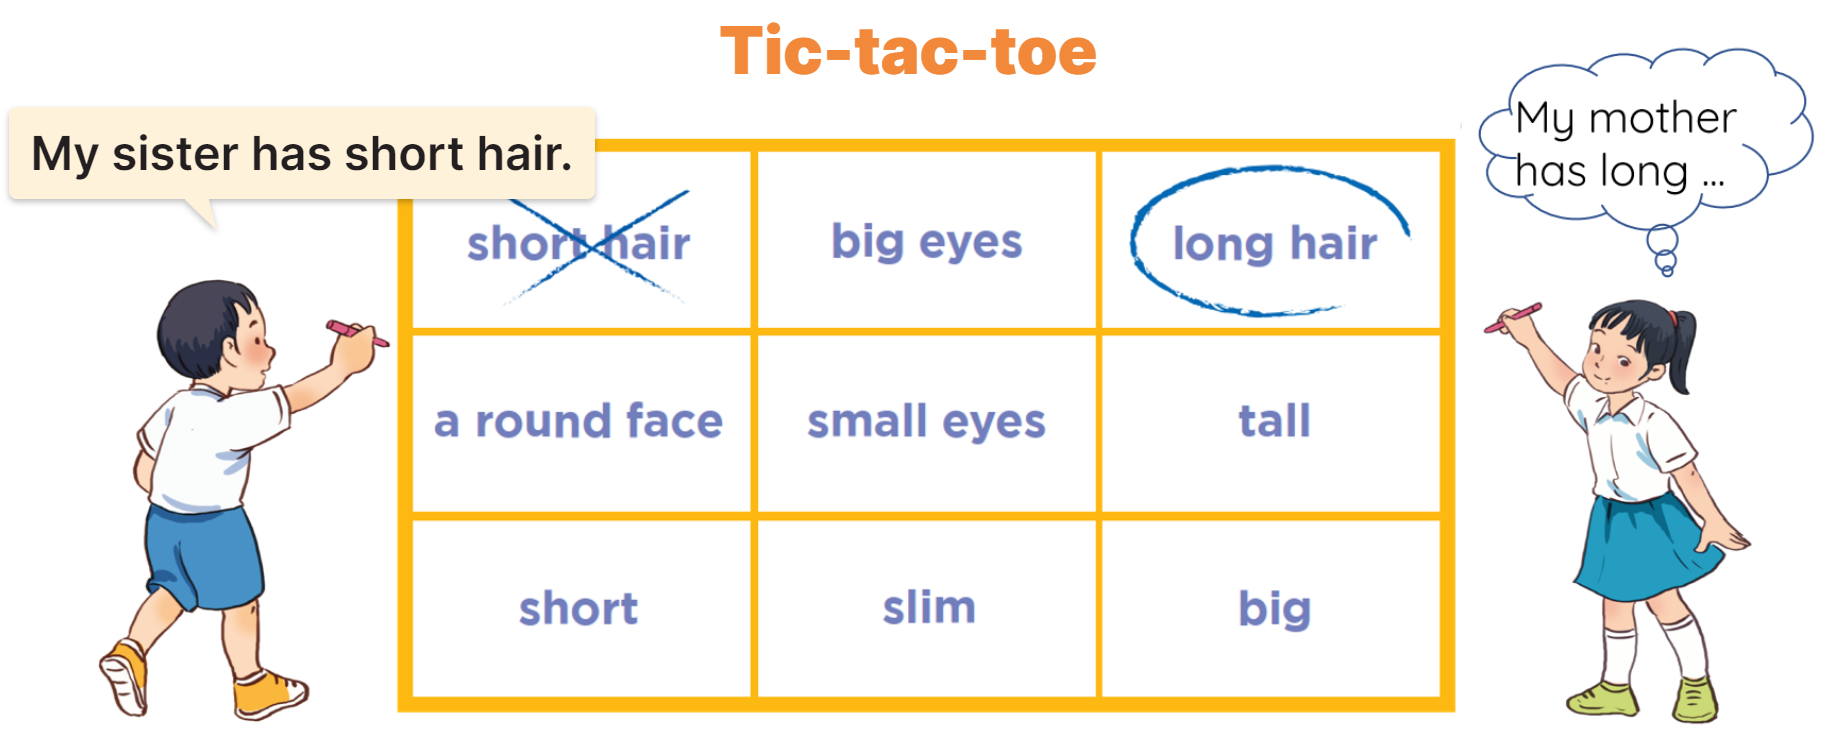 Tic-tac-toe
My sister has short hair.
My mother
has long ...
short hair
big eyes
long hair
a round face
small eyes
tall
short
slim
big